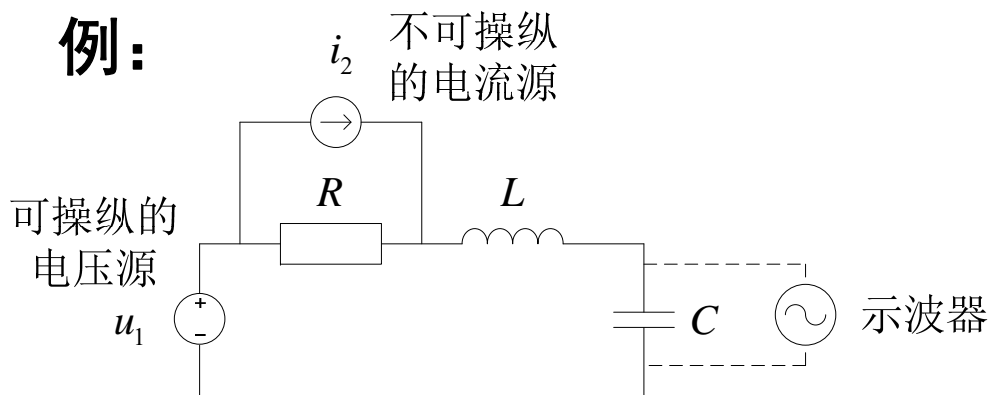 例：
i₂
不可操纵
的电流源
R
L
可操纵的
电压源
+
-
u₁
C
示波器